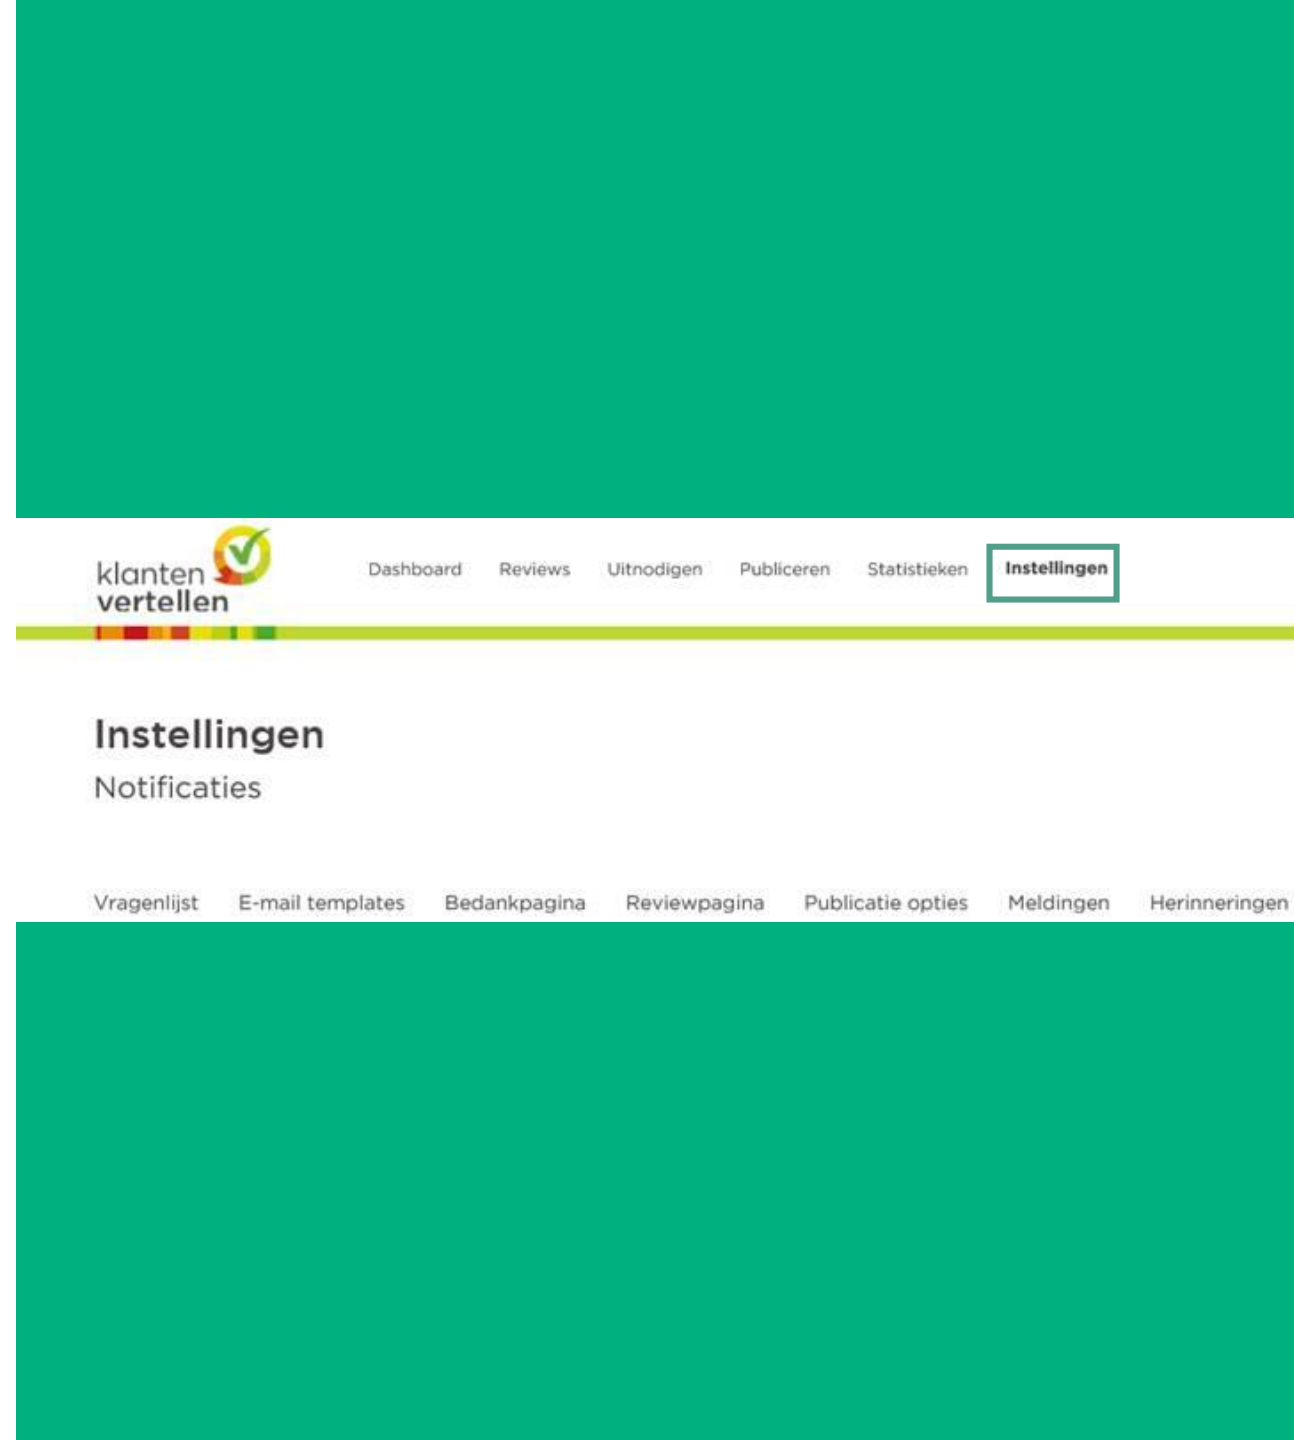 klanten
vertellen
Dashboard Reviews Uitnodigen Publiceren Statistieken Instellingen
Instellingen
Notificaties
Vragenlijst E-mail templates Bedankpagina Reviewpagina Publicatie opties Meldingen Herinneringen